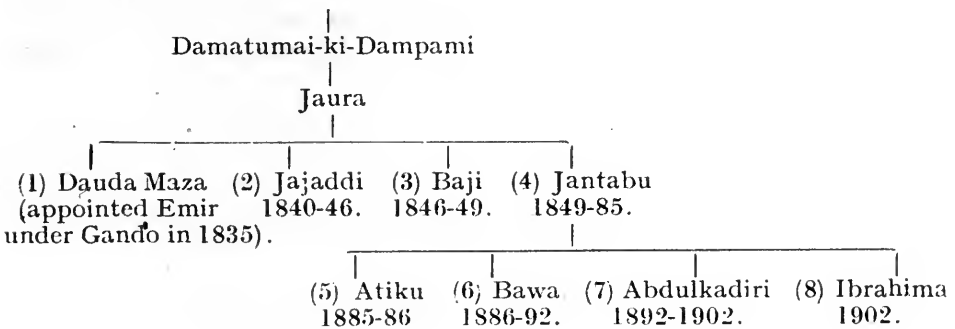 Damatumai-ki-Dampami
Jaura
(1) Dauda Maza (2) Jajaddi (3) Baji (4) Jantabu
(appointed Emir 1840-46. 1846-49. 1849-85.
under Gando in 1835).
(5) Atiku (6) Bawa (7) Abdulkadiri (8) Ibrahima
1885-86 1886-92. 1892-1902. 1902.